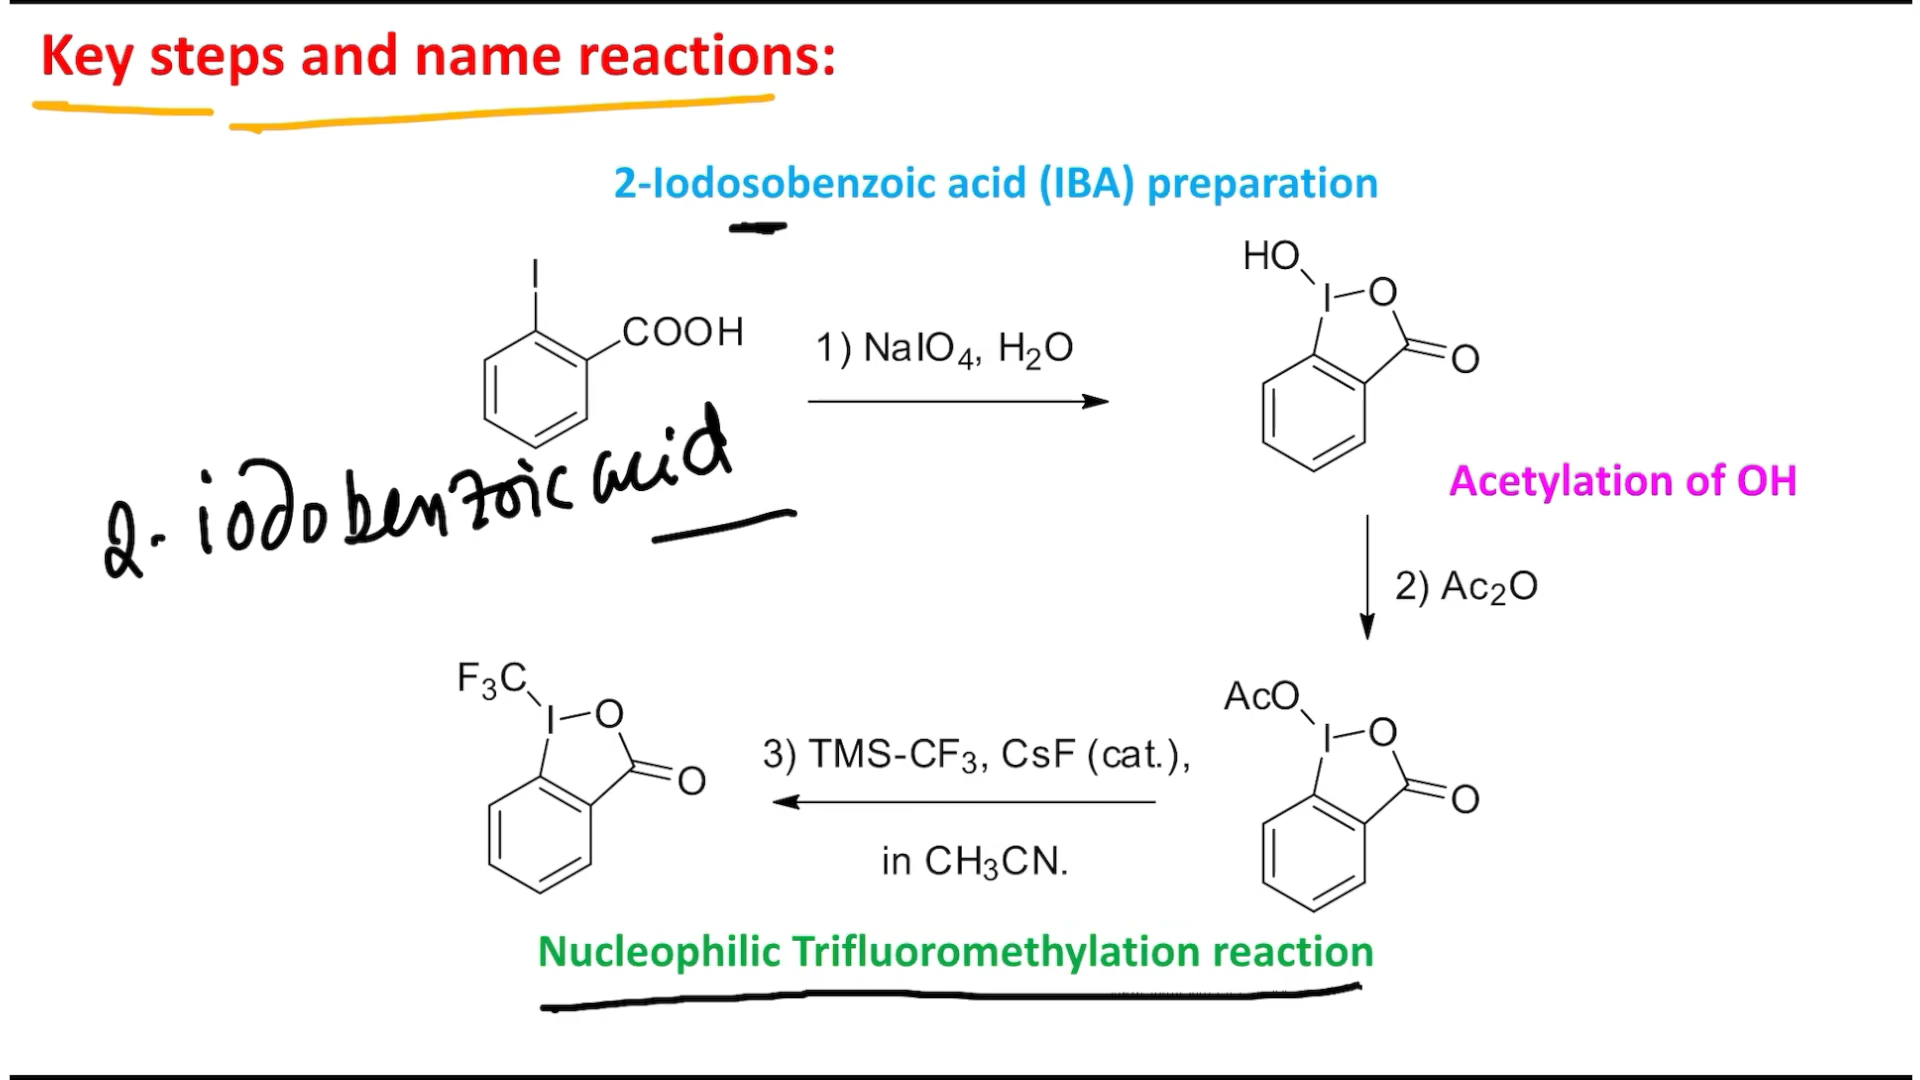 Key steps and name reactions:
2-Iodosobenzoic acid (IBA) preparation
I
COOH
1) NaIO4, H2O
HO
I
O
O
2-iodobenzoic acid
Acetylation of OH
2) Ac2O
F3C
I
O
O
3) TMS-CF3, CsF (cat.),
in CH3CN.
AcO
I
O
O
Nucleophilic Trifluoromethylation reaction